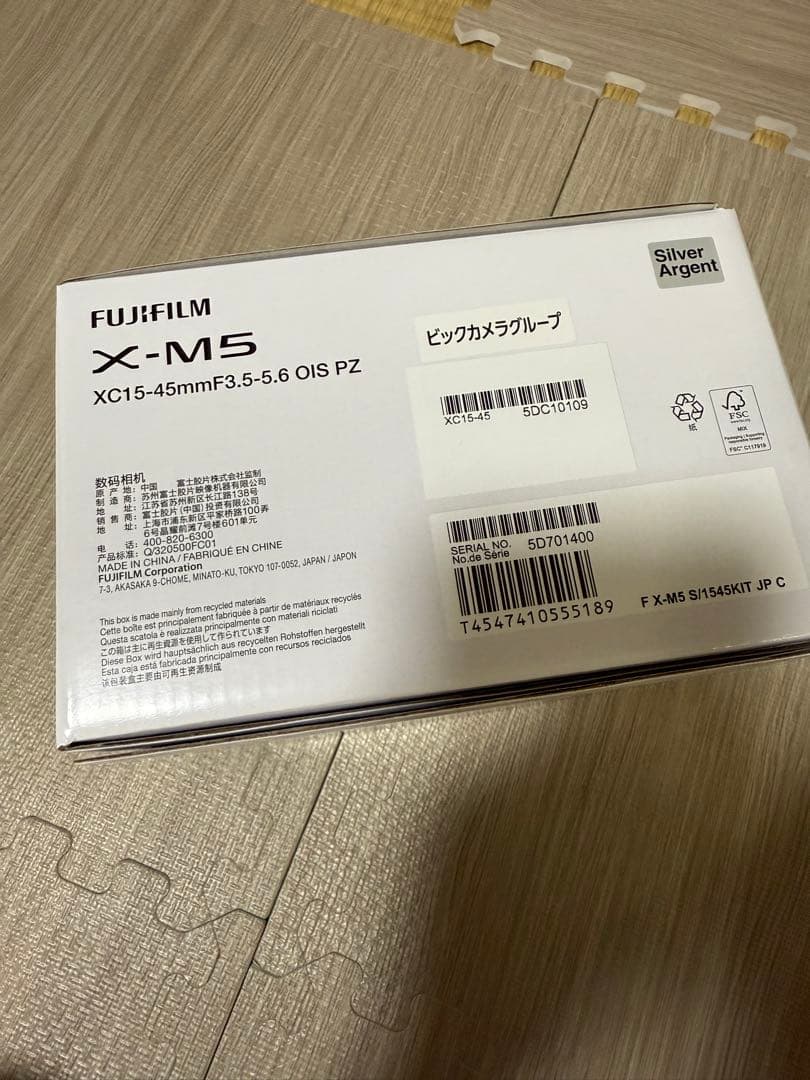 Silver
Argent
FUJIFILM
X-M5
XC15-45mmF3.5-5.6 OIS PZ
ビックカメラグループ
XC15-45 5DC10109
纸
FSC
MIX
FSC® C117919
数码相机
原产地: 中国 富士胶片株式会社监制
制造商: 苏州富士胶片映像机器有限公司
地址: 江苏省苏州新区长江路138号
销售商: 富士胶片(中国)投资有限公司
地址: 上海市浦东新区平家桥路100弄
6号晶耀前滩7号楼601单元
电话: 400-820-6300
产品标准: Q/320500FC01
MADE IN CHINA / FABRIQUÉ EN CHINE
FUJIFILM Corporation
7-3, AKASAKA 9-CHOME, MINATO-KU, TOKYO 107-0052, JAPAN / JAPON
SERIAL NO. 5D701400
No.de Série
T4547410555189
F X-M5 S/1545KIT JP C
This box is made mainly from recycled materials
Cette boîte est principalement fabriquée à partir de matériaux recyclés
Questa scatola è realizzata principalmente con materiali riciclati
この箱は主に再生資源を使用して作られています
Diese Box wird hauptsächlich aus recycelten Rohstoffen hergestellt
Esta caja está fabricada principalmente con recursos reciclados
该包装盒主要由可再生资源制成